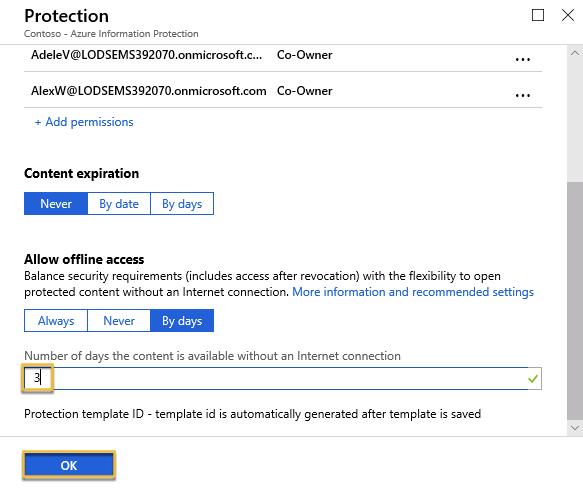 Protection
Contoso - Azure Information Protection
AdeleV@LODSEMS392070.onmicrosoft.c... Co-Owner ...
AlexW@LODSEMS392070.onmicrosoft.com Co-Owner ...
+ Add permissions
Content expiration
Never By date By days
Allow offline access
Balance security requirements (includes access after revocation) with the flexibility to open
protected content without an Internet connection. More information and recommended settings
Always Never By days
Number of days the content is available without an Internet connection
3
Protection template ID - template id is automatically generated after template is saved
OK